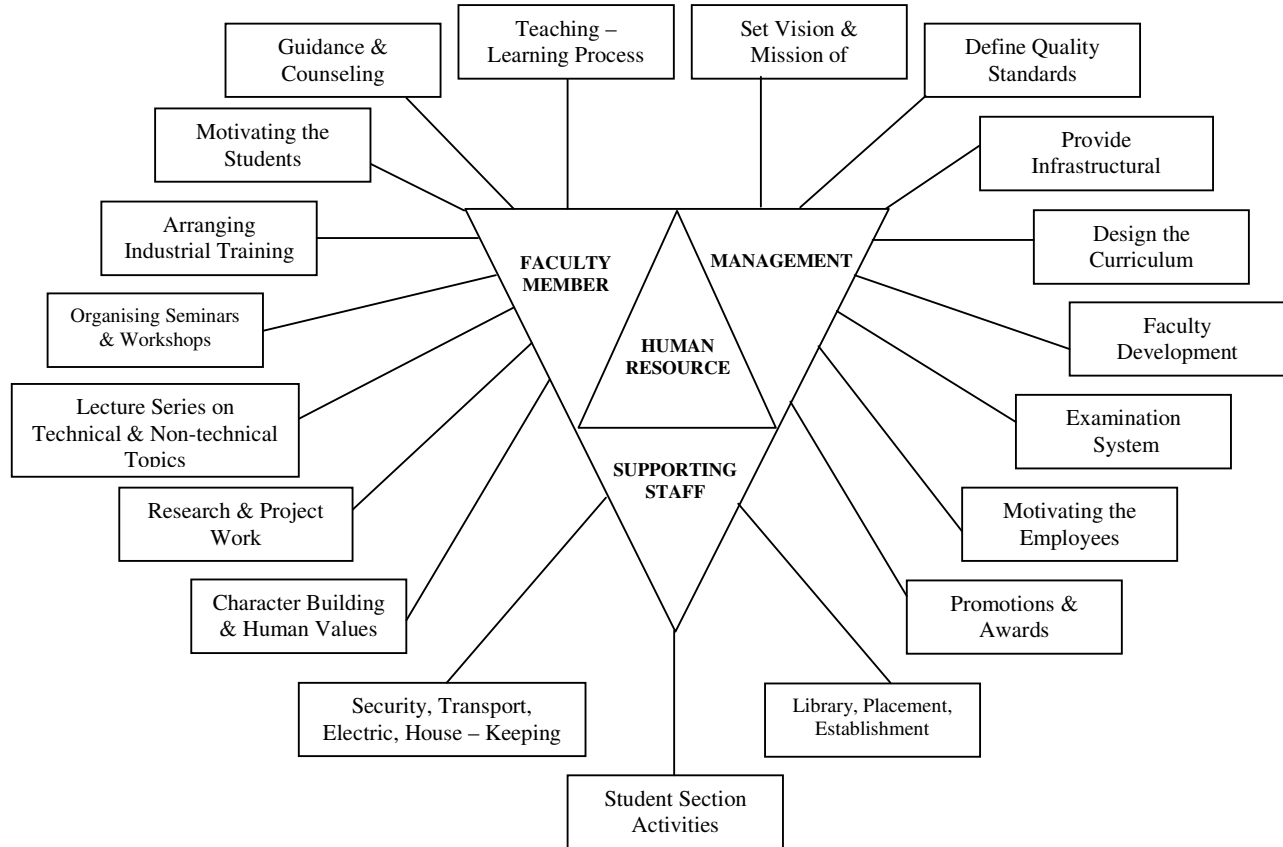 Teaching –
Learning Process
Set Vision &
Mission of
Guidance &
Counseling
Define Quality
Standards
Motivating the
Students
Provide
Infrastructural
Arranging
Industrial Training
Design the
Curriculum
FACULTY
MEMBER
MANAGEMENT
Organising Seminars
& Workshops
Faculty
Development
HUMAN
RESOURCE
Lecture Series on
Technical & Non-technical
Topics
Examination
System
SUPPORTING
STAFF
Research & Project
Work
Motivating the
Employees
Character Building
& Human Values
Promotions &
Awards
Security, Transport,
Electric, House – Keeping
Library, Placement,
Establishment
Student Section
Activities